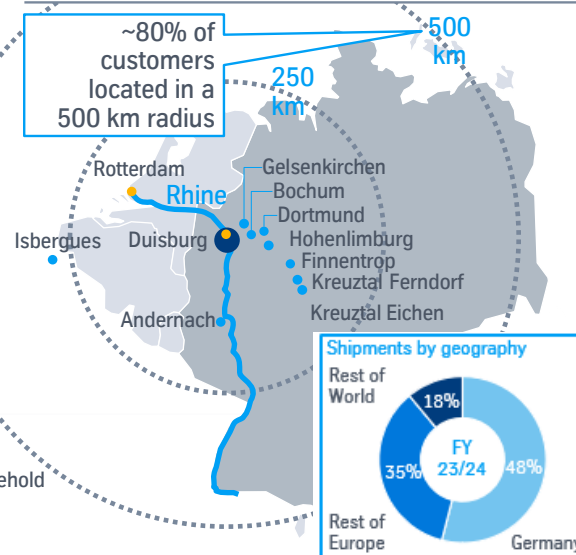 ~80% of
customers
located in a
500 km radius
500
km
250
km
Rotterdam
Rhine
Gelsenkirchen
Bochum
Dortmund
Isbergues
Duisburg
Hohenlimburg
Finnentrop
Kreuztal Ferndorf
Kreuztal Eichen
Andernach
ehold
Shipments by geography
Rest of
World
18%
FY
23/24
35%
48%
Rest of
Europe
Germany